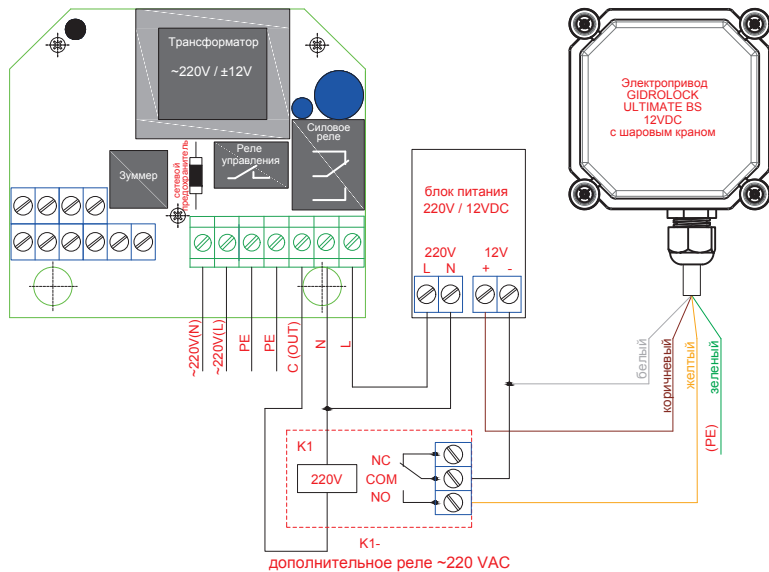 Трансформатор
~220V / ±12V
Силовое
реле
Реле
управления
Зуммер
сетевой
предохранитель
~220V(N)
~220V(L)
PE
PE
C (OUT)
N
L
блок питания
220V / 12VDC
220V
12V
L
N
+
-
Электропривод
GIDROLOCK
ULTIMATE BS
12VDC
с шаровым краном
белый
коричневый
желтый
зеленый
(PE)
K1
220V
NC
COM
NO
K1-
дополнительное реле ~220 VAC